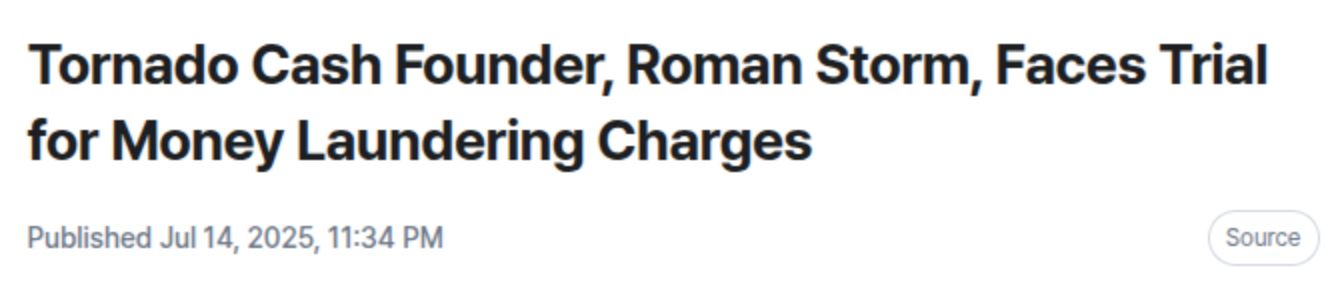 Tornado Cash Founder, Roman Storm, Faces Trial
for Money Laundering Charges
Published Jul 14, 2025, 11:34 PM
Source